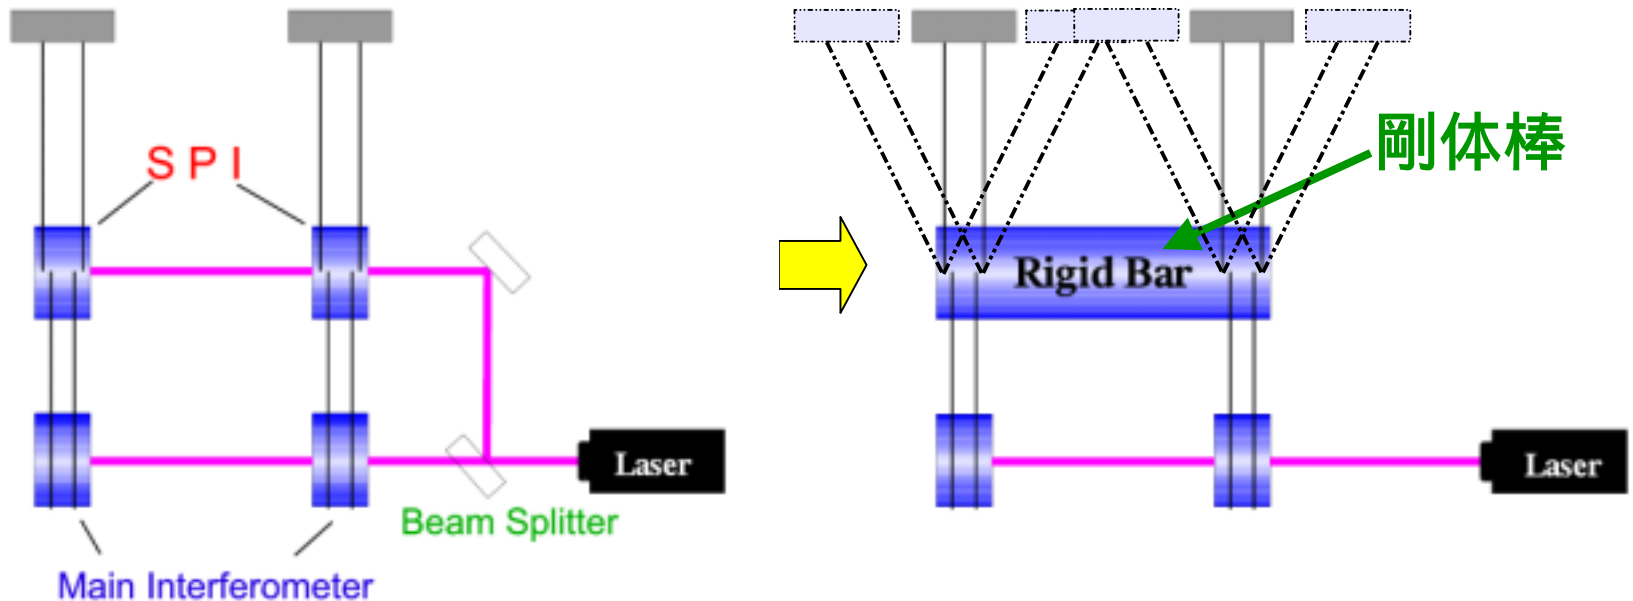 S P I
Laser
Beam Splitter
Main Interferometer
剛体棒
Rigid Bar
Laser